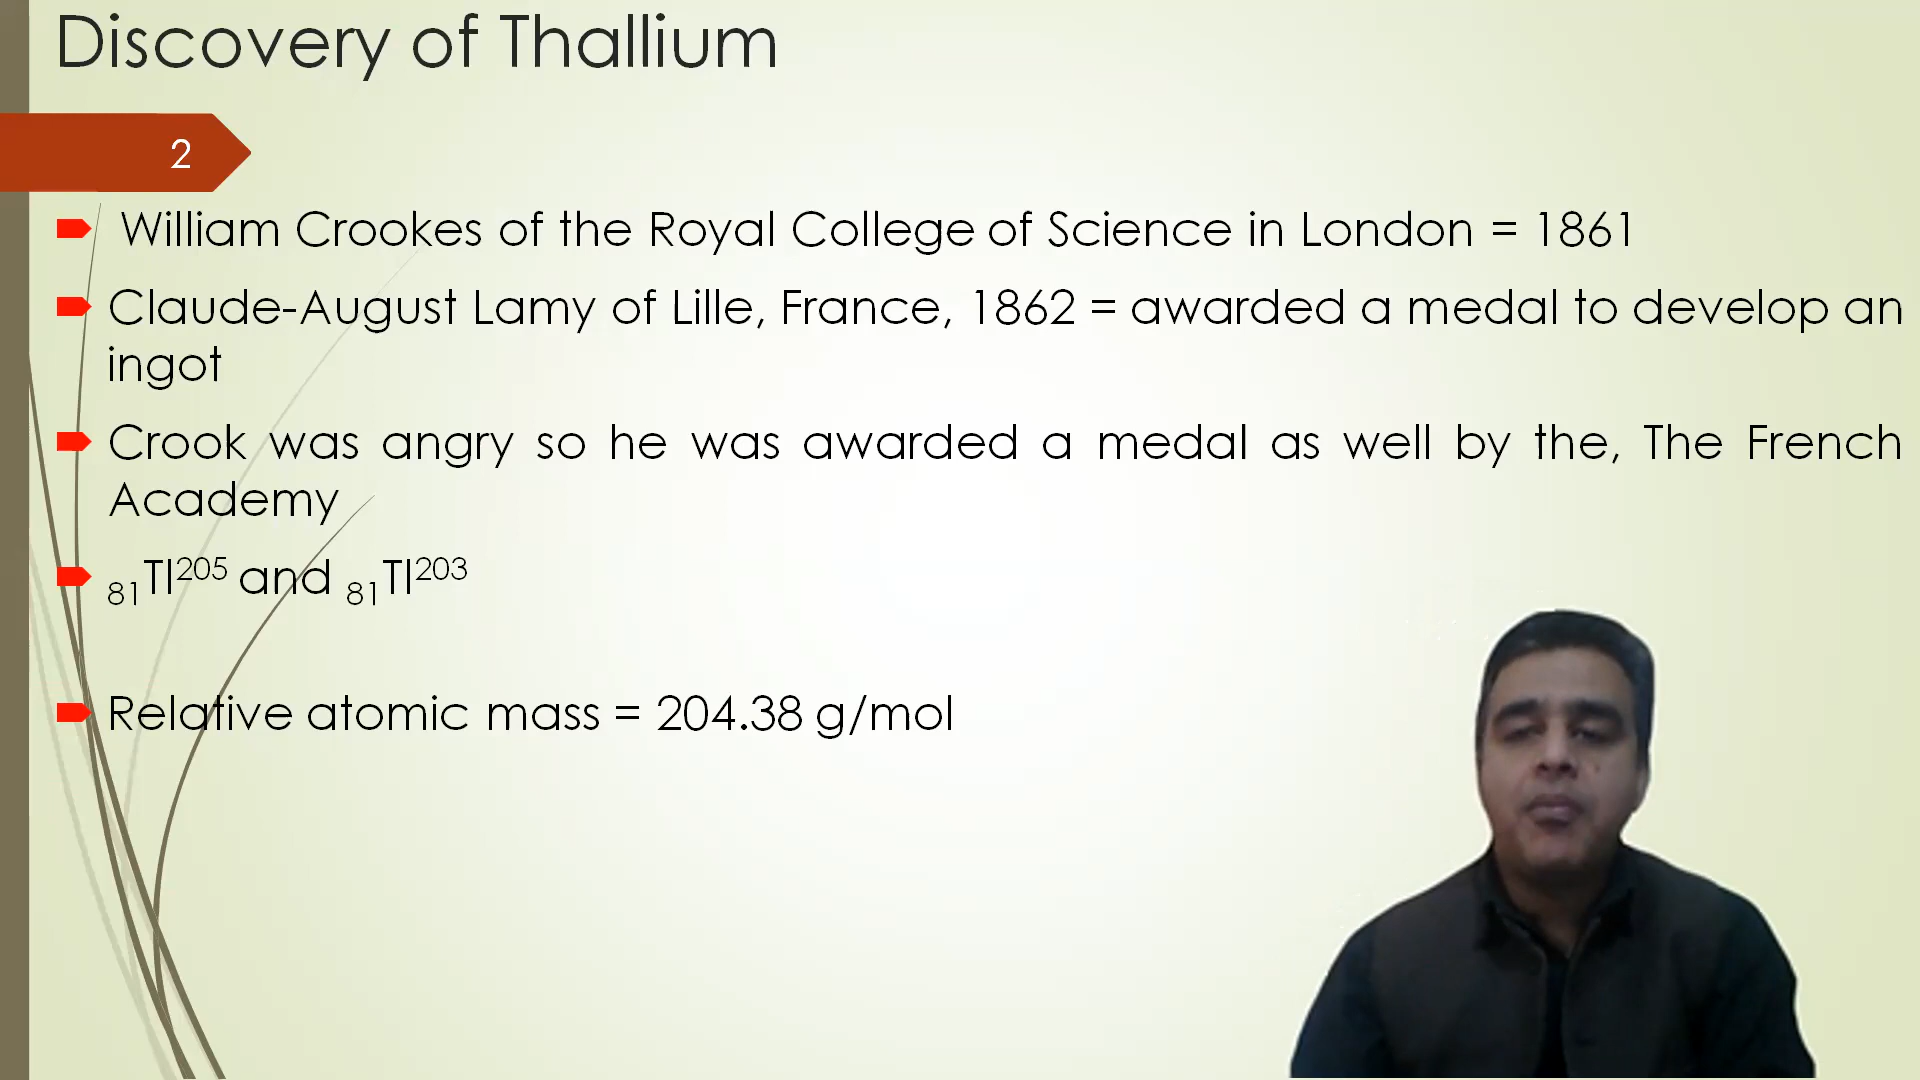 Discovery of Thallium
2
William Crookes of the Royal College of Science in London = 1861
Claude-August Lamy of Lille, France, 1862 = awarded a medal to develop an
ingot
Crook was angry so he was awarded a medal as well by the, The French
Academy
₈₁Tl²⁰⁵ and ₈₁Tl²⁰³
Relative atomic mass = 204.38 g/mol